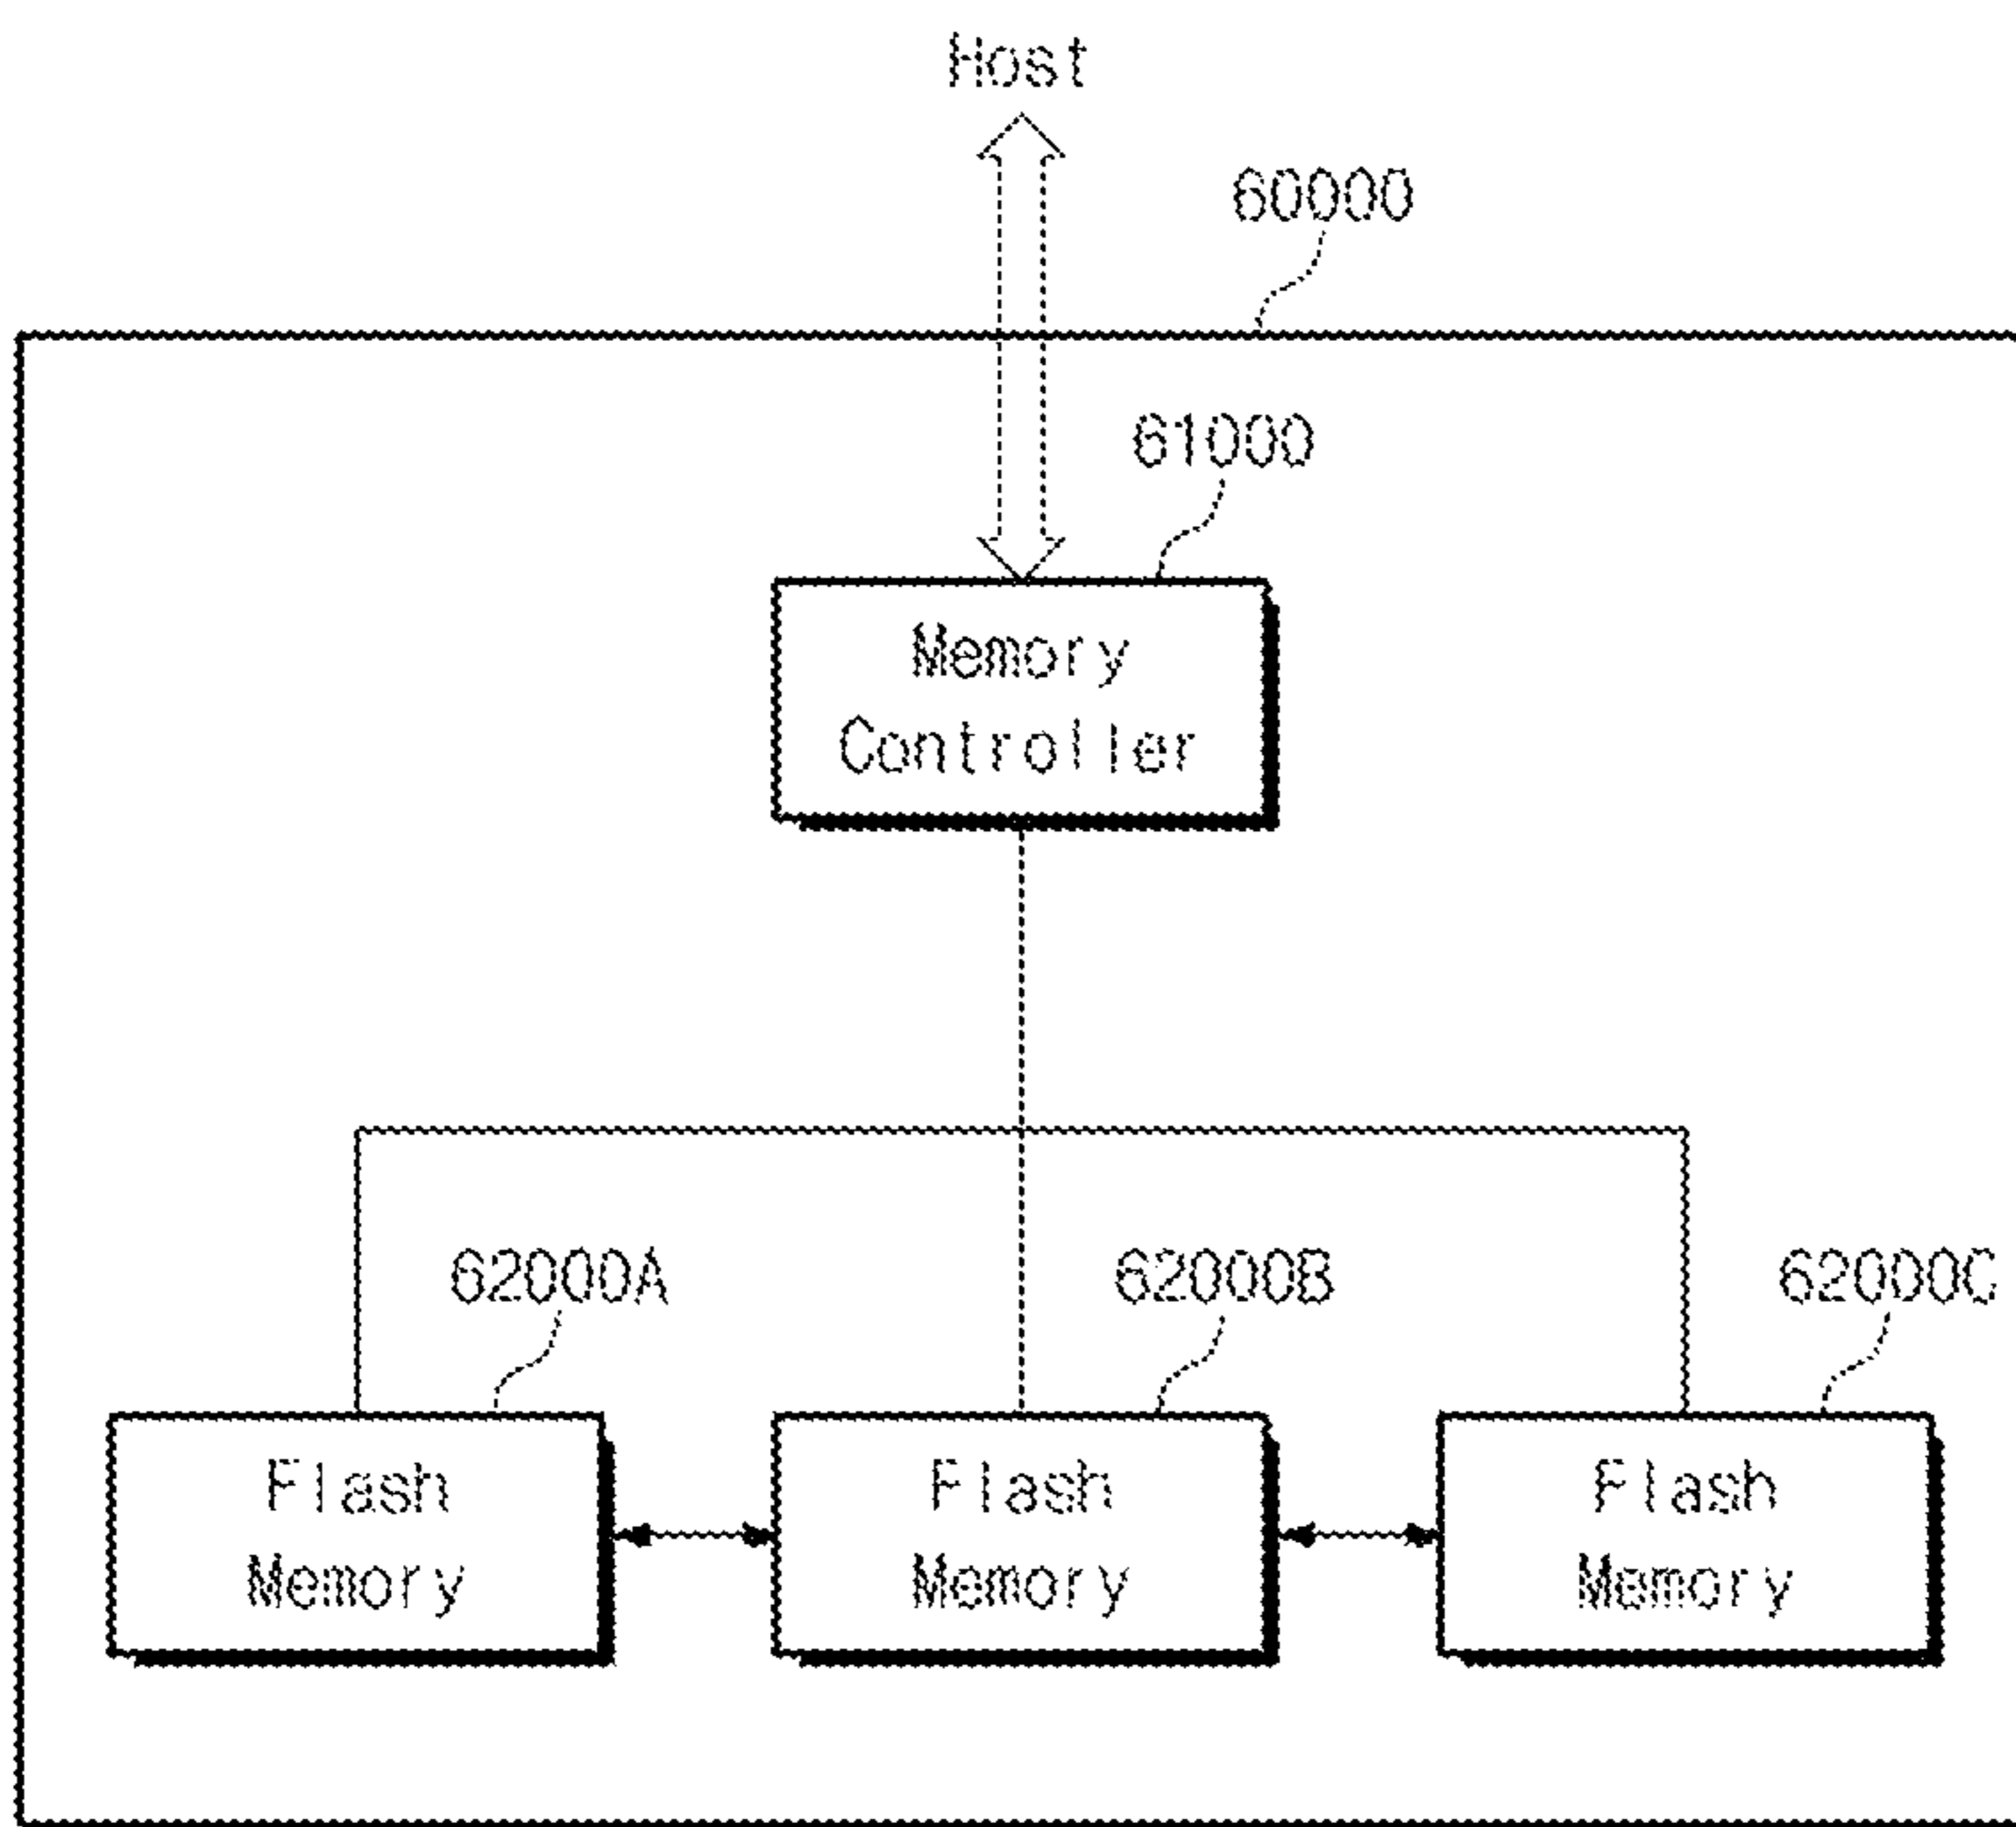 Host
60000
61000
Memory
Controller
62000A
62000B
62000C
Flash
Memory
Flash
Memory
Flash
Memory